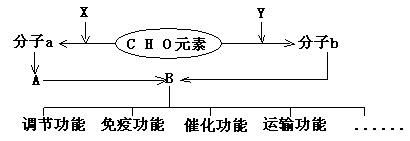 X Y
分子a C H O元素 分子b
A B
调节功能 免疫功能 催化功能 运输功能 ......